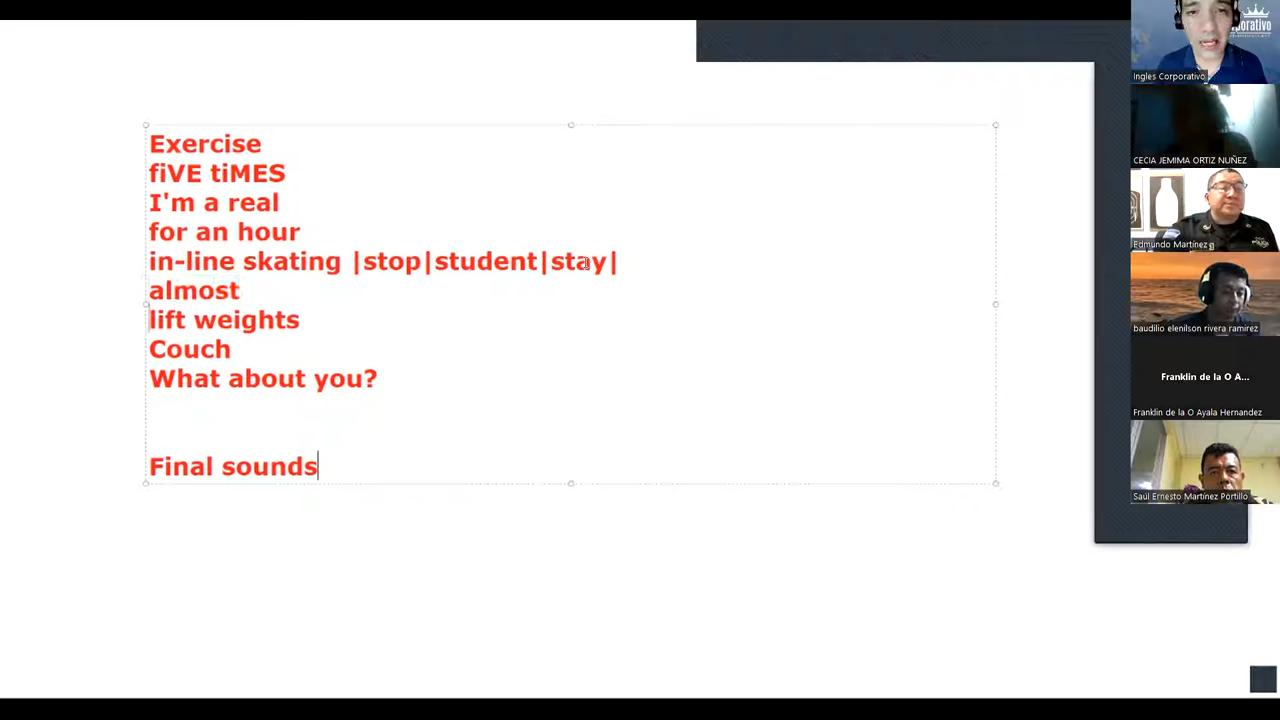 Exercise
fiVE tiMES
I'm a real
for an hour
in-line skating |stop|student|stay|
almost
lift weights
Couch
What about you?
Final sounds
Ingles Corporativo
CECIA JEMIMA ORTIZ NUÑEZ
Edmundo Martínez
baudilio elenilson rivera ramirez
Franklin de la O A...
Franklin de la O Ayala Hernandez
Saúl Ernesto Martínez Portillo